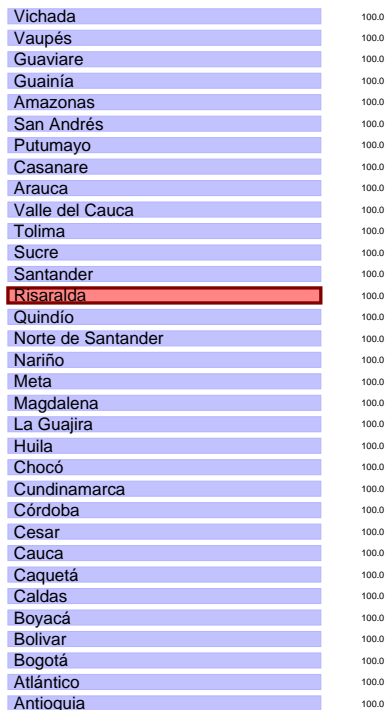 Vichada 100.0
Vaupés 100.0
Guaviare 100.0
Guainía 100.0
Amazonas 100.0
San Andrés 100.0
Putumayo 100.0
Casanare 100.0
Arauca 100.0
Valle del Cauca 100.0
Tolima 100.0
Sucre 100.0
Santander 100.0
Risaralda 100.0
Quindío 100.0
Norte de Santander 100.0
Nariño 100.0
Meta 100.0
Magdalena 100.0
La Guajira 100.0
Huila 100.0
Chocó 100.0
Cundinamarca 100.0
Córdoba 100.0
Cesar 100.0
Cauca 100.0
Caquetá 100.0
Caldas 100.0
Boyacá 100.0
Bolivar 100.0
Bogotá 100.0
Atlántico 100.0
Antioquia 100.0